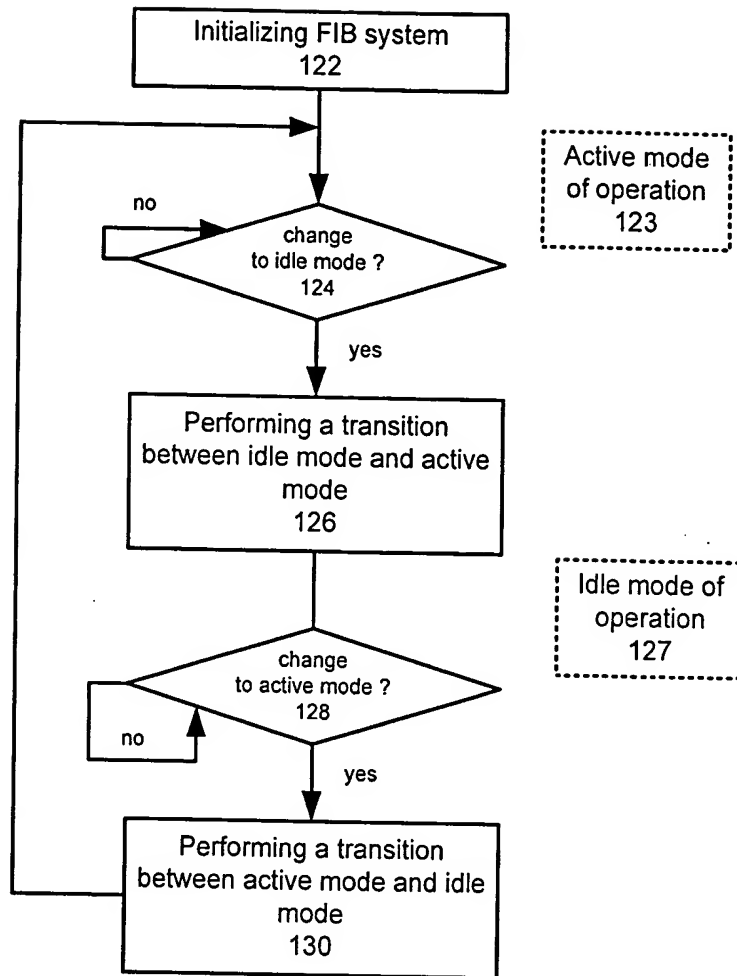 Initializing FIB system
122
Active mode
of operation
123
no
change
to idle mode ?
124
yes
Performing a transition
between idle mode and active
mode
126
Idle mode of
operation
127
change
to active mode ?
128
no
yes
Performing a transition
between active mode and idle
mode
130